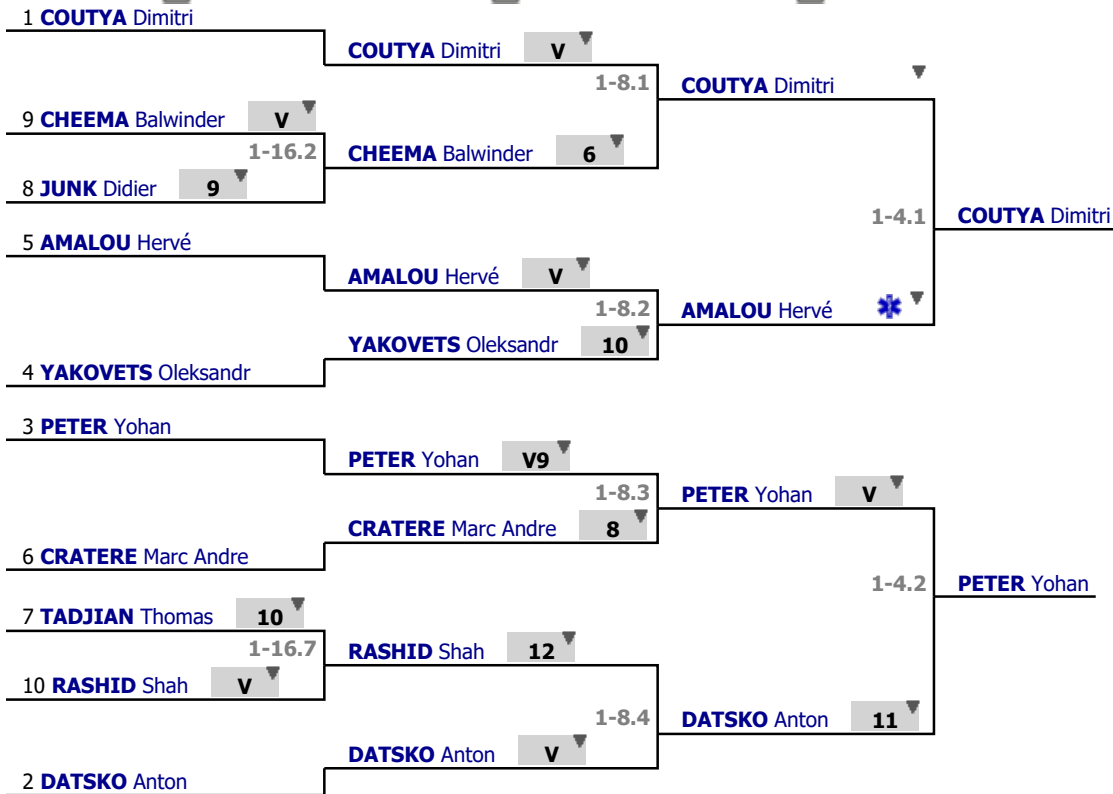 1 COUTYA Dimitri
COUTYA Dimitri V
1-8.1
COUTYA Dimitri
9 CHEEMA Balwinder V
1-16.2
CHEEMA Balwinder 6
8 JUNK Didier 9
1-4.1
COUTYA Dimitri
5 AMALOU Hervé
AMALOU Hervé V
1-8.2
AMALOU Hervé
YAKOVETS Oleksandr 10
4 YAKOVETS Oleksandr
3 PETER Yohan
PETER Yohan V9
1-8.3
PETER Yohan V
CRATERE Marc Andre 8
6 CRATERE Marc Andre
1-4.2
PETER Yohan
7 TADJIAN Thomas 10
1-16.7
RASHID Shah 12
10 RASHID Shah V
1-8.4
DATSKO Anton 11
DATSKO Anton V
2 DATSKO Anton